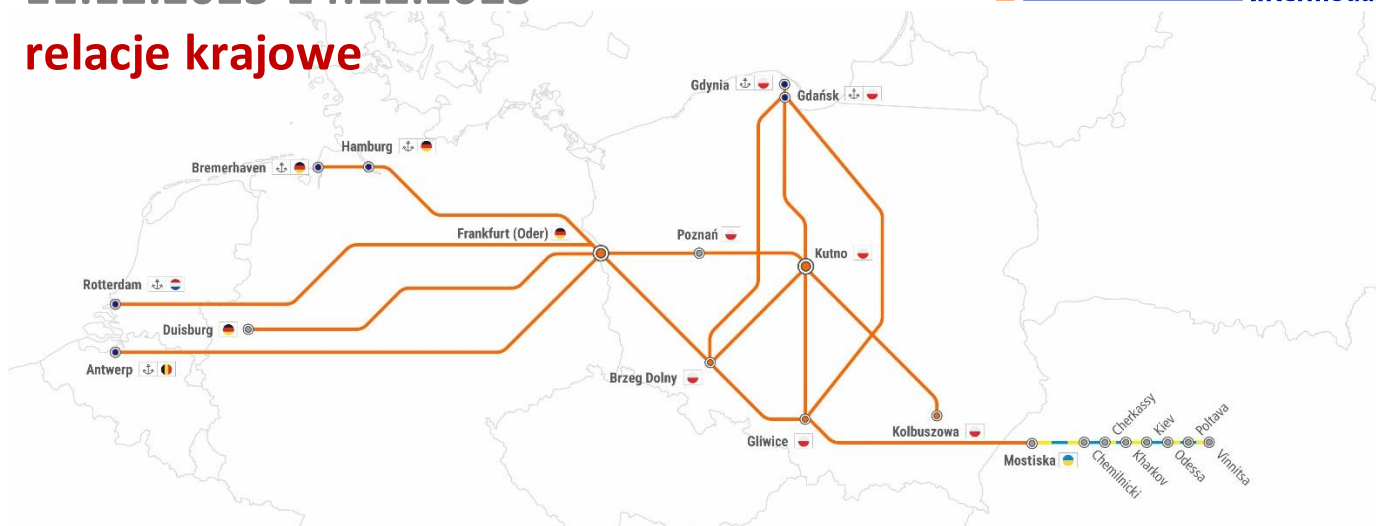 relacje krajowe
Gdynia
Gdańsk
Hamburg
Bremerhaven
Frankfurt (Oder)
Poznań
Kutno
Rotterdam
Duisburg
Antwerp
Brzeg Dolny
Gliwice
Kolbuszowa
Mostiska
Chemilnicki
Cherkassy
Kharkov
Kiev
Odessa
Poltava
Vinnitsa